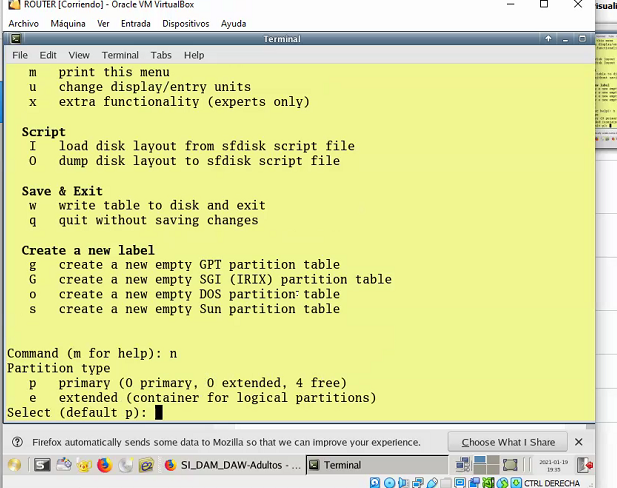 ROUTER [Corriendo] - Oracle VM VirtualBox
Archivo Máquina Ver Entrada Dispositivos Ayuda
Terminal
File Edit View Terminal Tabs Help
m print this menu
u change display/entry units
x extra functionality (experts only)
Script
I load disk layout from sfdisk script file
O dump disk layout to sfdisk script file
Save & Exit
w write table to disk and exit
q quit without saving changes
Create a new label
g create a new empty GPT partition table
G create a new empty SGI (IRIX) partition table
o create a new empty DOS partition table
s create a new empty Sun partition table
Command (m for help): n
Partition type
p primary (0 primary, 0 extended, 4 free)
e extended (container for logical partitions)
Select (default p):
Firefox automatically sends some data to Mozilla so that we can improve your experience. Choose What I Share
SI_DAM_DAW-Adultos - ... Terminal
2021-01-19
19:35
CTRL DERECHA